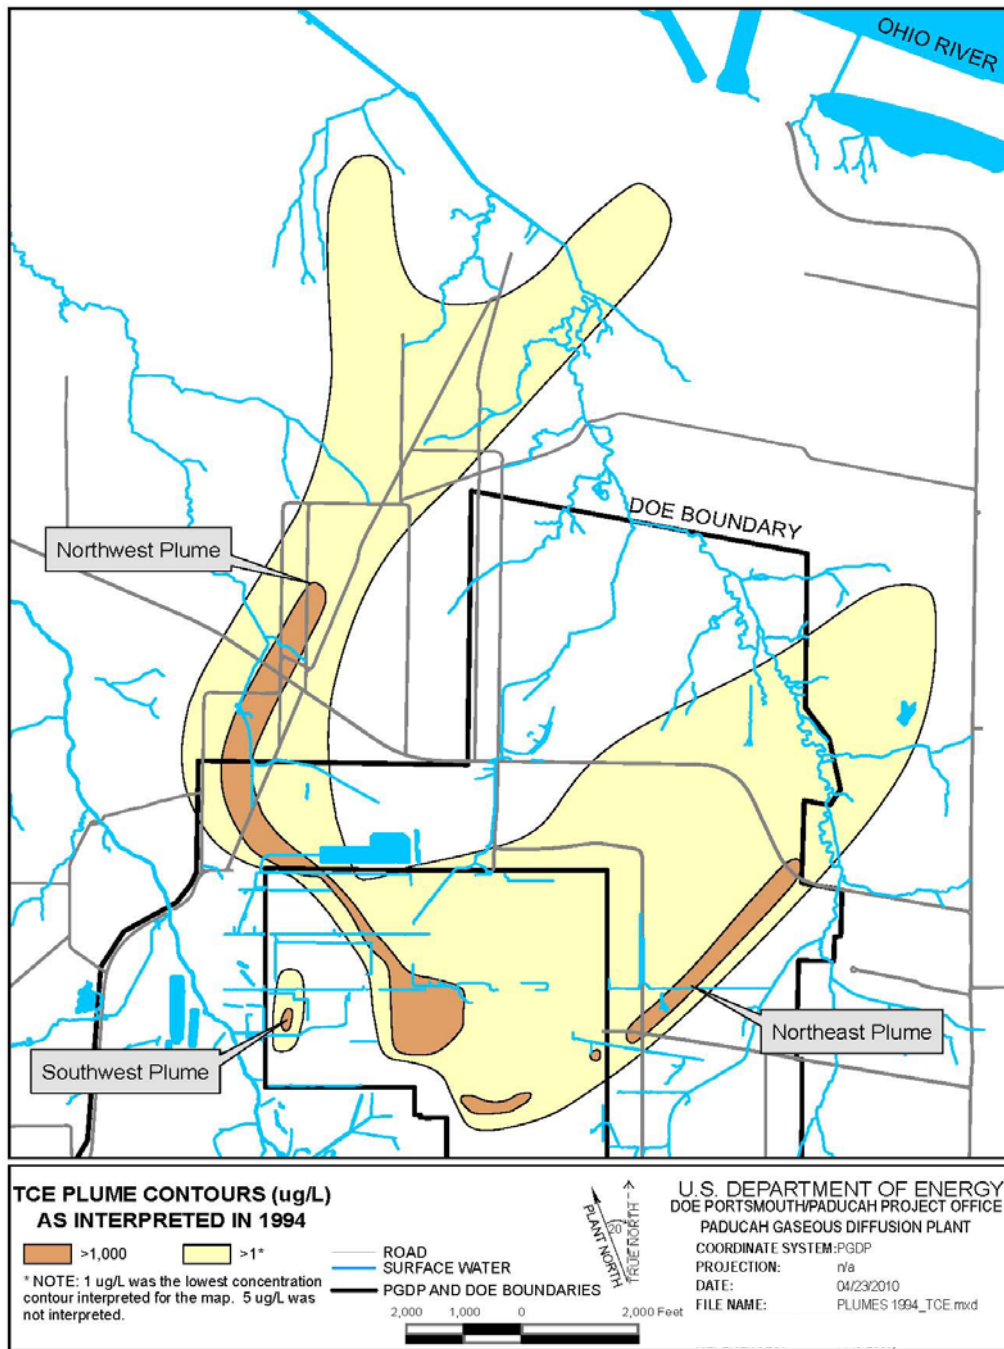 OHIO RIVER
DOE BOUNDARY
Northwest Plume
Northeast Plume
Southwest Plume
TCE PLUME CONTOURS (ug/L)
AS INTERPRETED IN 1994
>1,000
>1*
* NOTE: 1 ug/L was the lowest concentration
contour interpreted for the map. 5 ug/L was
not interpreted.
ROAD
SURFACE WATER
PGDP AND DOE BOUNDARIES
PLANT NORTH
20°
TRUE NORTH
2,000 1,000 0 2,000 Feet
U.S. DEPARTMENT OF ENERGY
DOE PORTSMOUTH/PADUCAH PROJECT OFFICE
PADUCAH GASEOUS DIFFUSION PLANT
COORDINATE SYSTEM: PGDP
PROJECTION: n/a
DATE: 04/23/2010
FILE NAME: PLUMES 1994_TCE.mxd